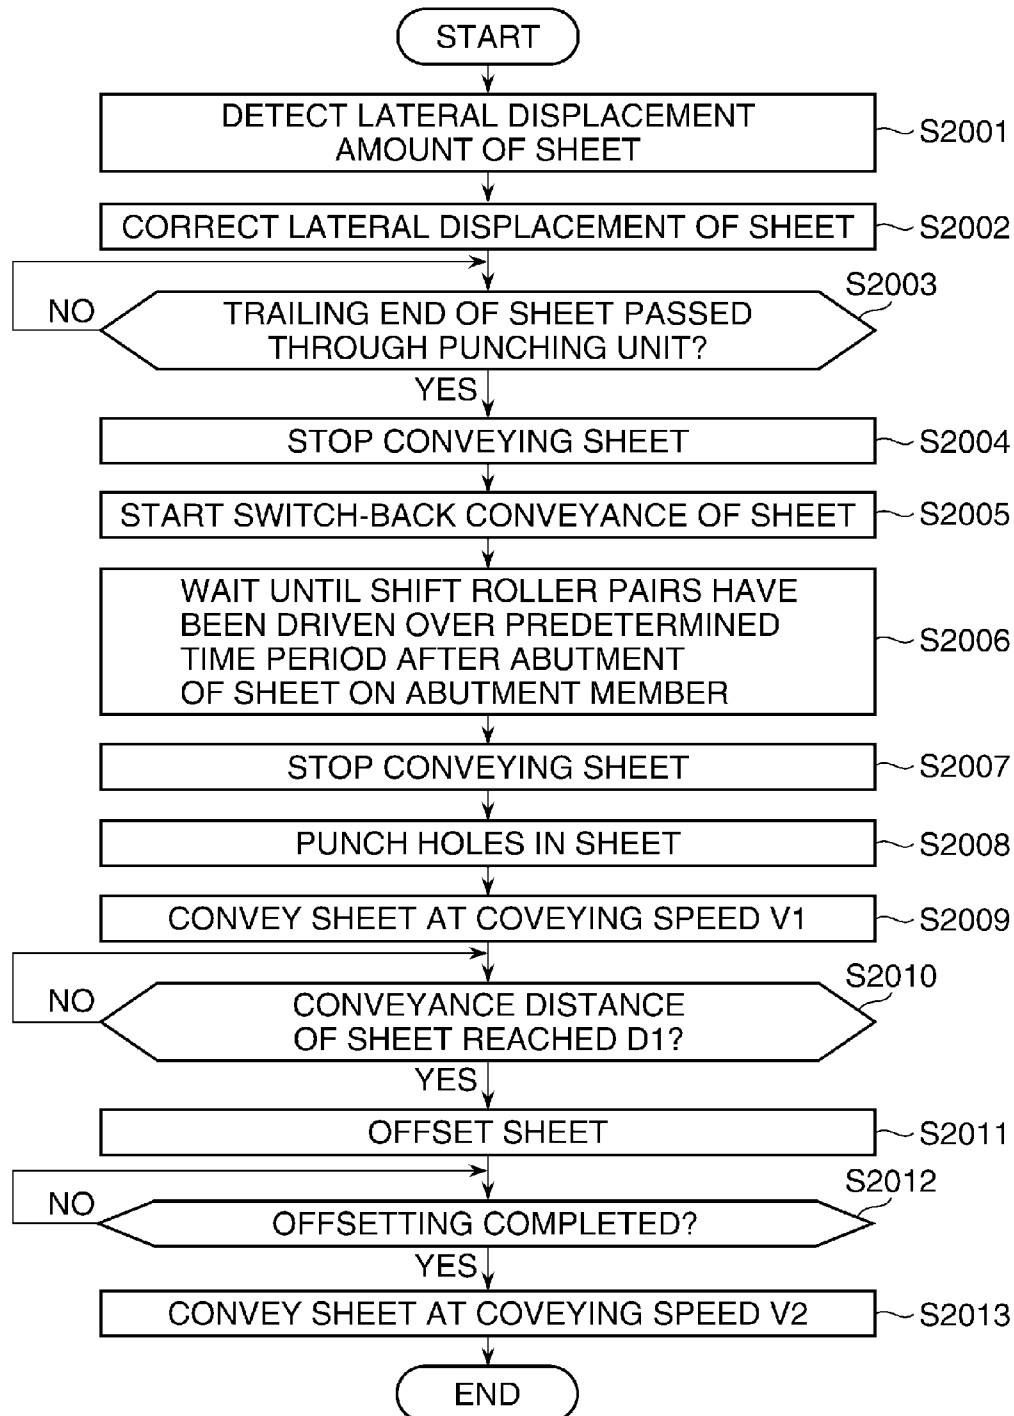 START
DETECT LATERAL DISPLACEMENT
AMOUNT OF SHEET
S2001
CORRECT LATERAL DISPLACEMENT OF SHEET
S2002
S2003
NO
TRAILING END OF SHEET PASSED
THROUGH PUNCHING UNIT?
YES
STOP CONVEYING SHEET
S2004
START SWITCH-BACK CONVEYANCE OF SHEET
S2005
WAIT UNTIL SHIFT ROLLER PAIRS HAVE
BEEN DRIVEN OVER PREDETERMINED
TIME PERIOD AFTER ABUTMENT
OF SHEET ON ABUTMENT MEMBER
S2006
STOP CONVEYING SHEET
S2007
PUNCH HOLES IN SHEET
S2008
CONVEY SHEET AT COVEYING SPEED V1
S2009
S2010
NO
CONVEYANCE DISTANCE
OF SHEET REACHED D1?
YES
OFFSET SHEET
S2011
S2012
NO
OFFSETTING COMPLETED?
YES
CONVEY SHEET AT COVEYING SPEED V2
S2013
END